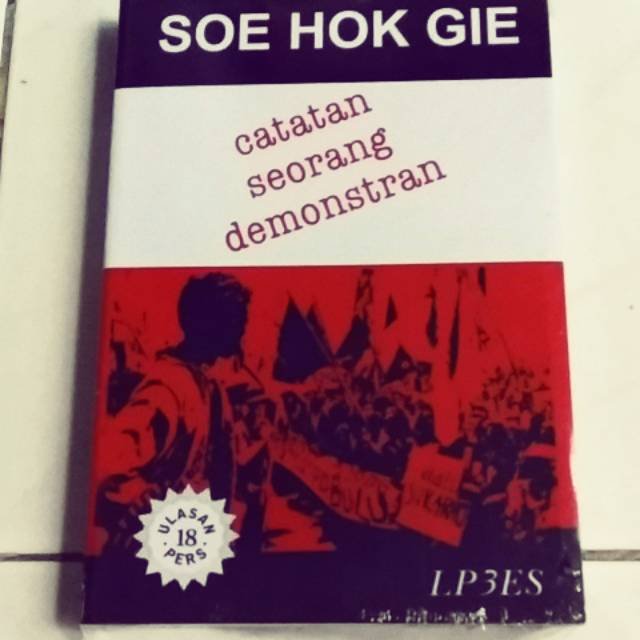 SOE HOK GIE
catatan
seorang
demonstran
ULASAN
18
PERS
LP3ES